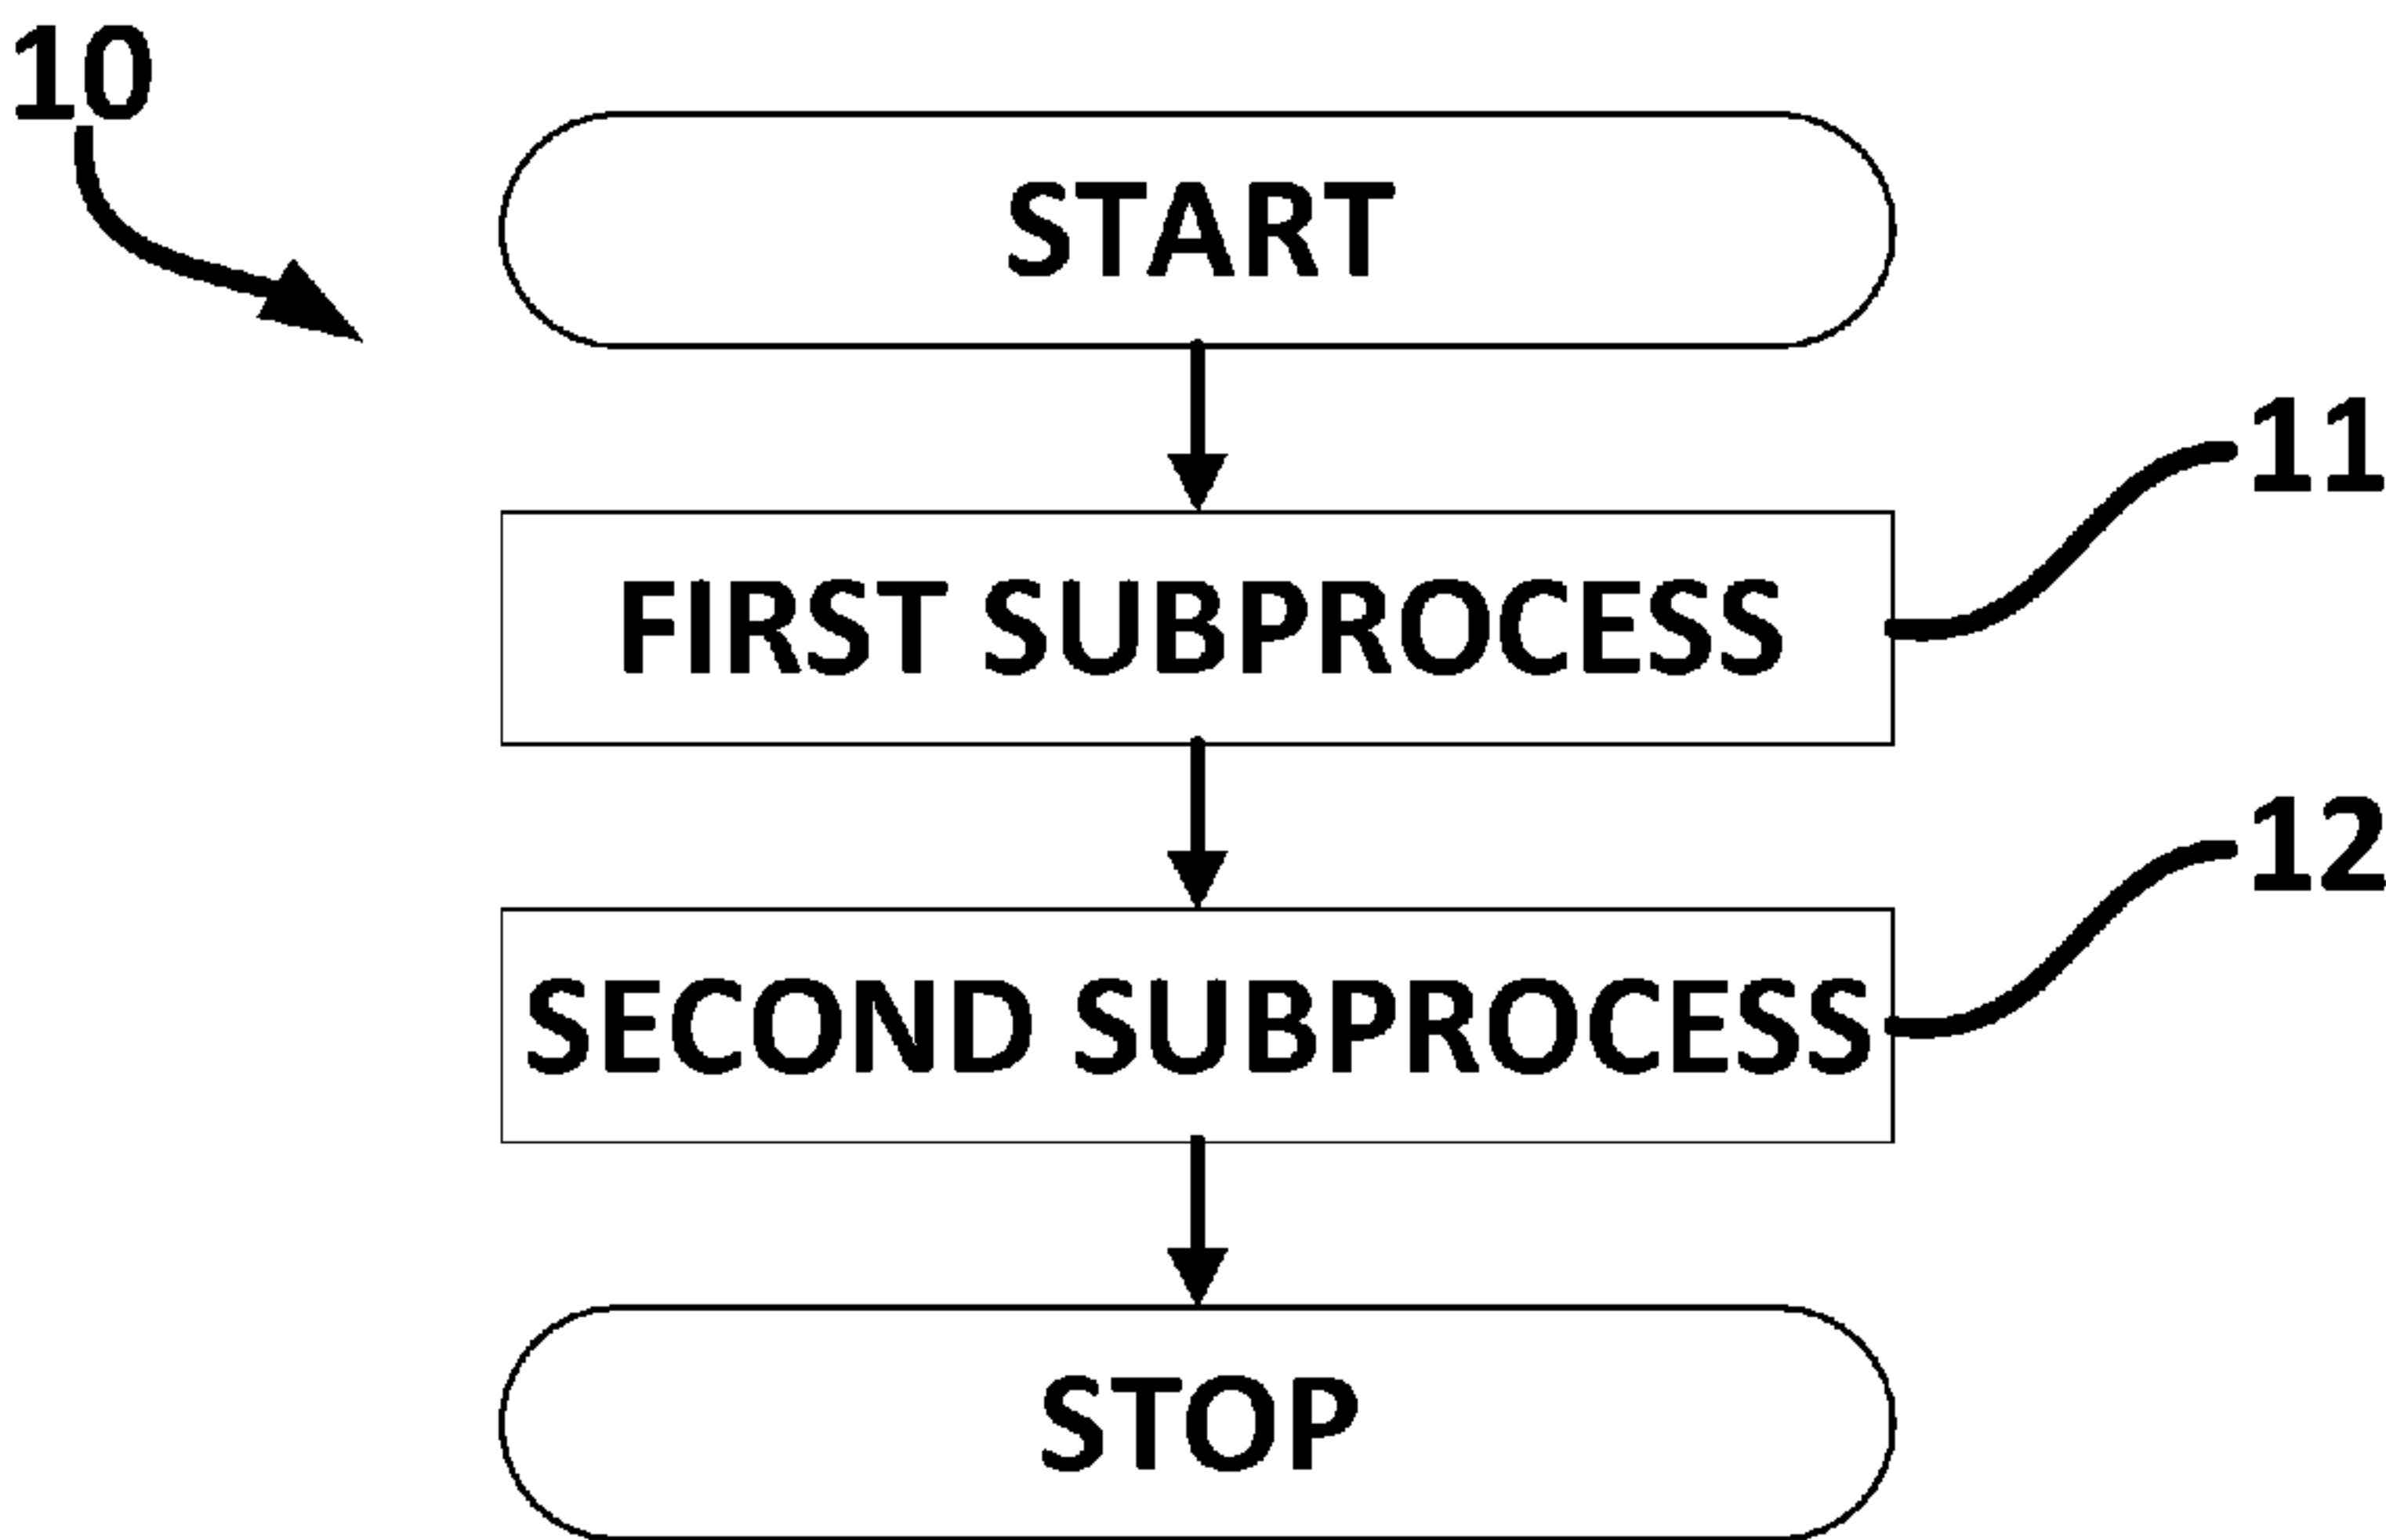 10
START
11
FIRST SUBPROCESS
12
SECOND SUBPROCESS
STOP